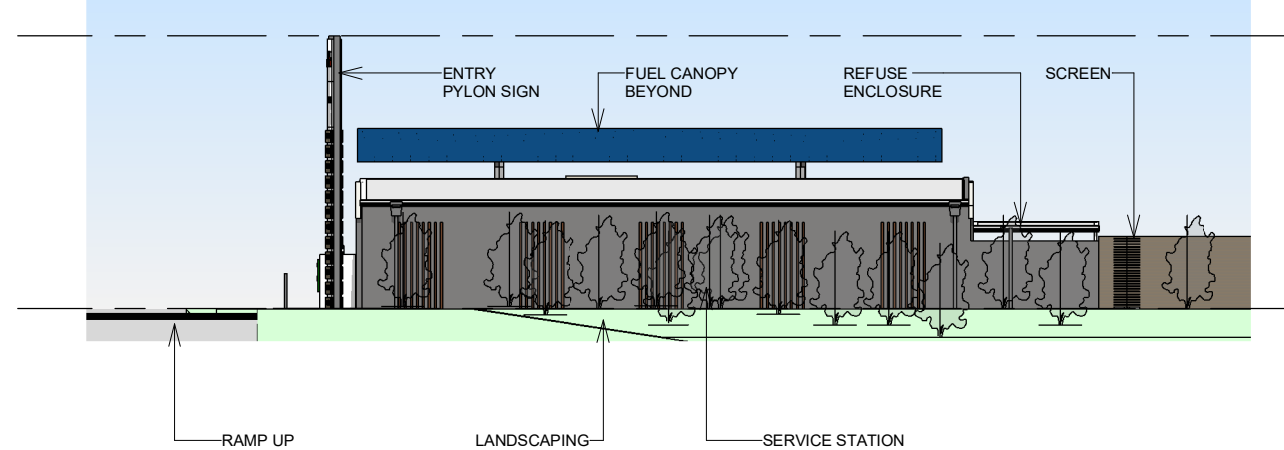 ENTRY
PYLON SIGN
FUEL CANOPY
BEYOND
REFUSE
ENCLOSURE
SCREEN
RAMP UP
LANDSCAPING
SERVICE STATION